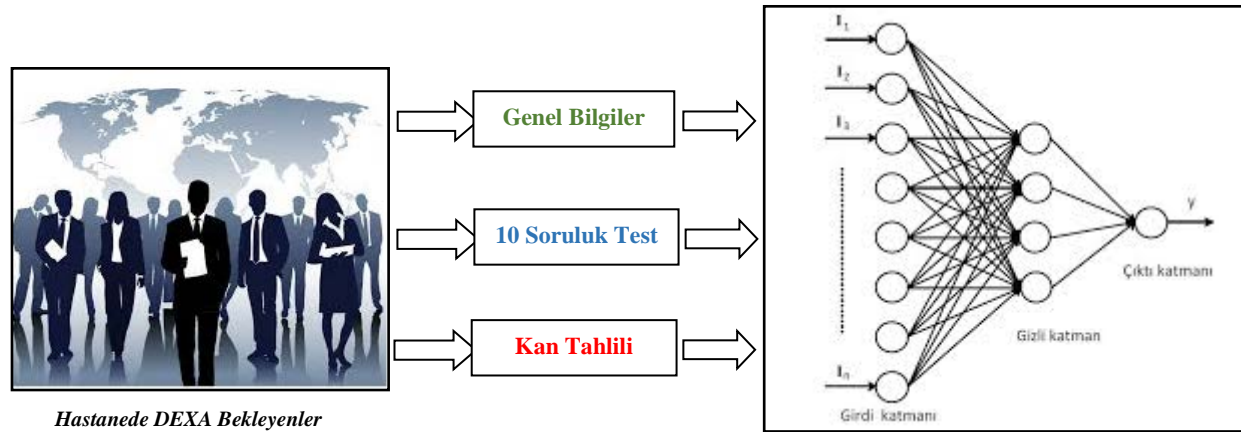 Genel Bilgiler
10 Soruluk Test
Kan Tahlili
Hastanede DEXA Bekleyenler
I1
I2
I3
In
y
Çıktı katmanı
Gizli katman
Girdi katmanı